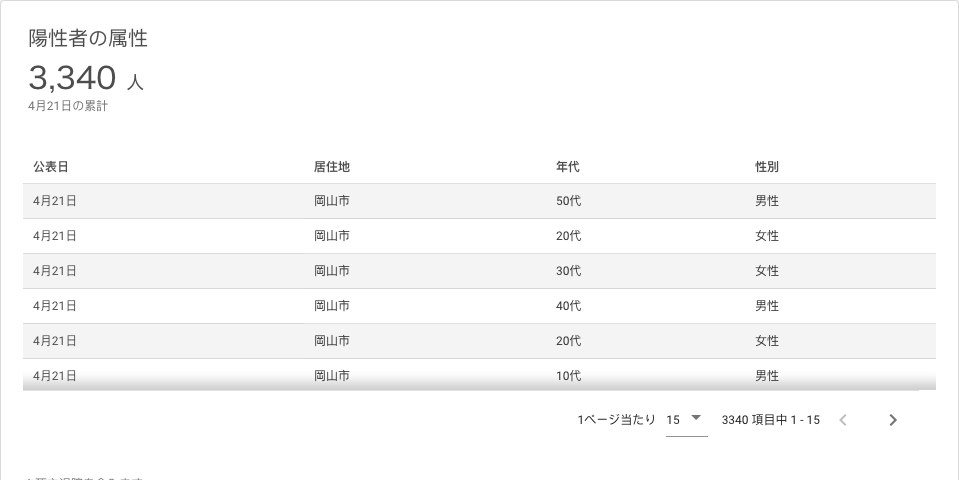 陽性者の属性
3,340 人
4月21日の累計
公表日 居住地 年代 性別
4月21日 岡山市 50代 男性
4月21日 岡山市 20代 女性
4月21日 岡山市 30代 女性
4月21日 岡山市 40代 男性
4月21日 岡山市 20代 女性
4月21日 岡山市 10代 男性
1ページ当たり 15 3340 項目中 1 - 15